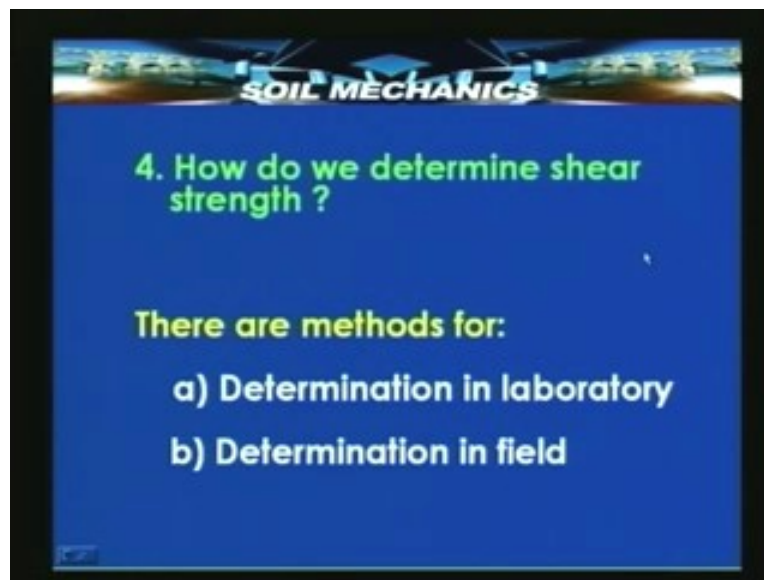 SOIL MECHANICS
4. How do we determine shear
strength ?
There are methods for:
a) Determination in laboratory
b) Determination in field